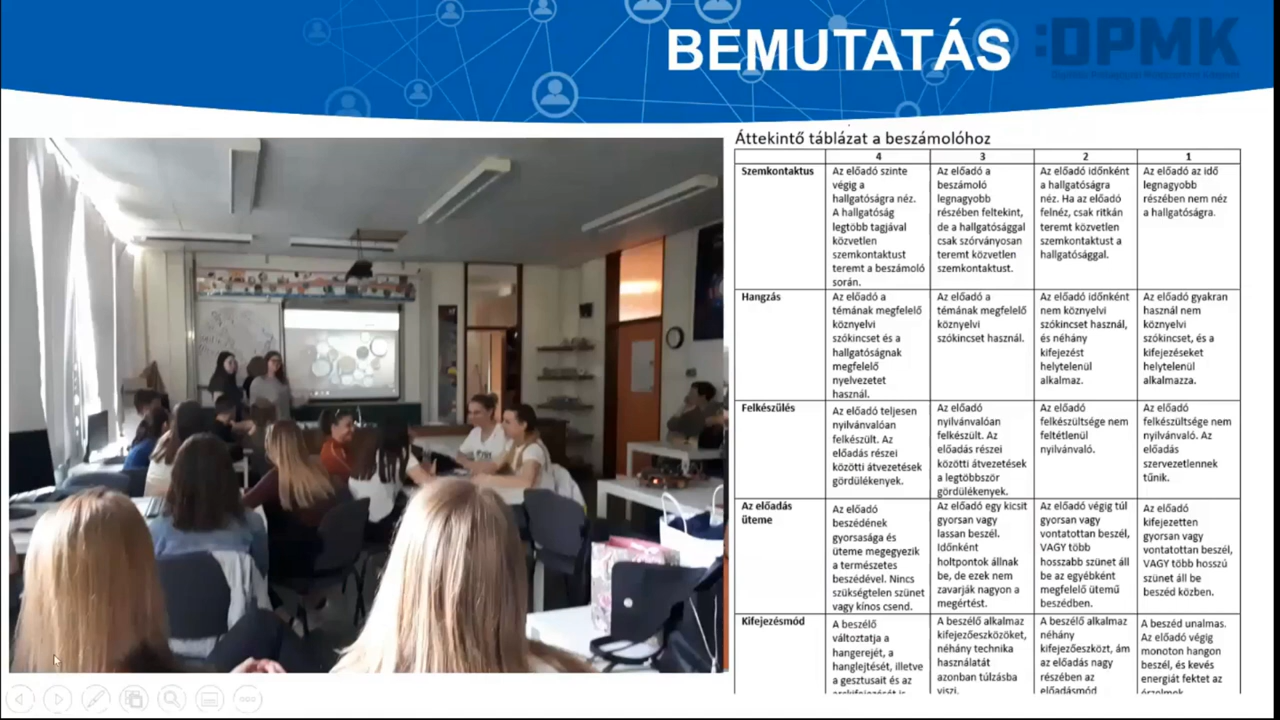 BEMUTATÁS
:DPMK
Áttekintő táblázat a beszámolóhoz
4 3 2 1
Szemkontaktus
Az előadó szinte
végig a
hallgatóságra néz.
A hallgatóság
legtöbb tagjával
közvetlen
szemkontaktust
teremt a beszámoló
során.
Az előadó a
beszámoló
legnagyobb
részében feltekint,
de a hallgatósággal
csak szórványosan
teremt közvetlen
szemkontaktust.
Az előadó időnként
a hallgatóságra
néz. Ha az előadó
felnéz, csak ritkán
teremt közvetlen
szemkontaktust a
hallgatósággal.
Az előadó az idő
legnagyobb
részében nem néz
a hallgatóságra.
Hangzás
Az előadó a
témának megfelelő
köznyelvi
szókincset és a
hallgatóságnak
megfelelő
nyelvezetet
használ.
Az előadó a
témának megfelelő
köznyelvi
szókincset használ.
Az előadó időnként
nem köznyelvi
szókincset használ,
és néhány
kifejezést
helytelenül
alkalmaz.
Az előadó gyakran
használ nem
köznyelvi
szókincset, és a
kifejezéseket
helytelenül
alkalmazza.
Felkészülés
Az előadó teljesen
nyilvánvalóan
felkészült. Az
előadás részei
közötti átvezetések
gördülékenyek.
Az előadó
nyilvánvalóan
felkészült. Az
előadás részei
közötti átvezetések
a legtöbbször
gördülékenyek.
Az előadó
felkészültsége nem
feltétlenül
nyilvánvaló.
Az előadó
felkészültsége nem
nyilvánvaló. Az
előadás
szervezetlennek
tűnik.
Az előadás
üteme
Az előadó
beszédének
gyorsasága és
üteme megegyezik
a természetes
beszédével. Nincs
szükségtelen szünet
vagy kínos csend.
Az előadó egy kicsit
gyorsan vagy
lassan beszél.
Időnként
holtpontok állnak
be, de ezek nem
zavarják nagyon a
megértést.
Az előadó végig túl
gyorsan vagy
vontatottan beszél,
VAGY több
hosszabb szünet áll
be az egyébként
megfelelő ütemű
beszédben.
Az előadó
kifejezetten
gyorsan vagy
vontatottan beszél,
VAGY több hosszú
szünet áll be
beszéd közben.
Kifejezésmód
A beszélő
változtatja a
hangerejét, a
hanglejtését, illetve
a gesztusait és az
A beszélő alkalmaz
kifejezőeszközöket,
néhány technika
használatát
azonban túlzásba
viszi.
A beszélő alkalmaz
néhány
kifejezőeszközt, ám
az előadás nagy
részében az
előadásmód
A beszéd unalmas.
Az előadó végig
monoton hangon
beszél, és kevés
energiát fektet az